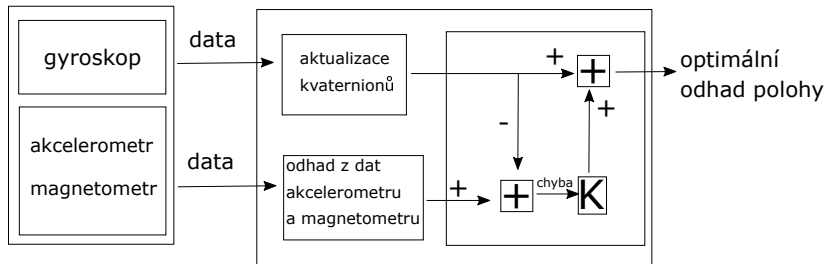 gyroskop
data
akcelerometr
magnetometr
data
aktualizace
kvaternionů
odhad z dat
akcelerometru
a magnetometru
+
+
optimální
odhad polohy
+
-
+
+
chyba
K